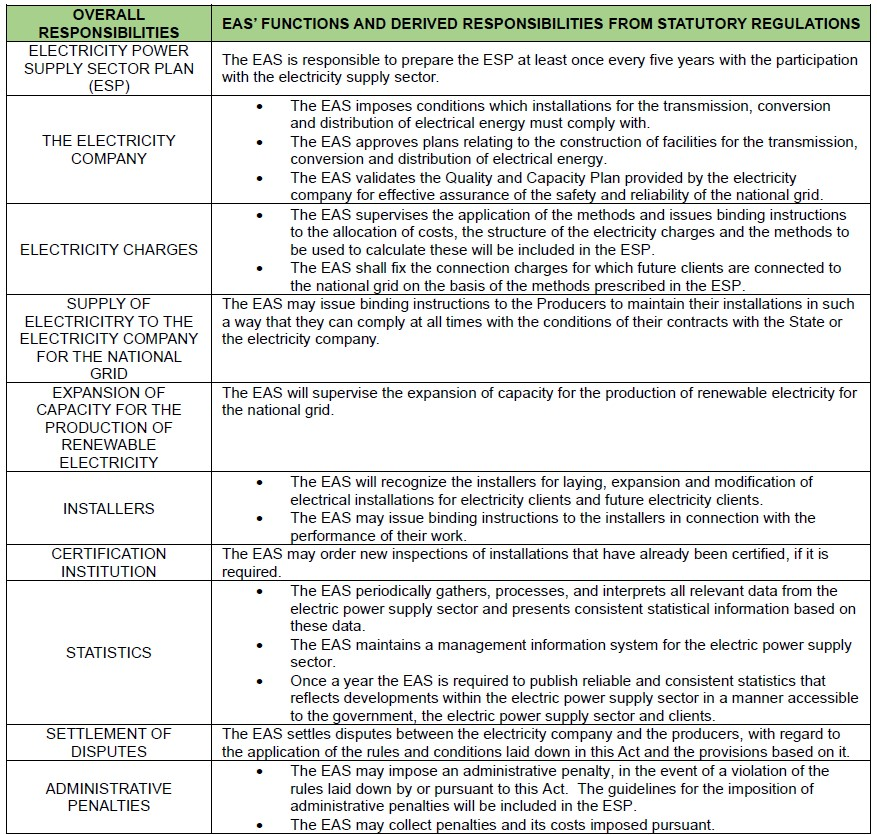 OVERALL
RESPONSIBILITIES
EAS' FUNCTIONS AND DERIVED RESPONSIBILITIES FROM STATUTORY REGULATIONS
ELECTRICITY POWER
SUPPLY SECTOR PLAN
(ESP)
The EAS is responsible to prepare the ESP at least once every five years with the participation
with the electricity supply sector.
THE ELECTRICITY
COMPANY
• The EAS imposes conditions which installations for the transmission, conversion
and distribution of electrical energy must comply with.
• The EAS approves plans relating to the construction of facilities for the transmission,
conversion and distribution of electrical energy.
• The EAS validates the Quality and Capacity Plan provided by the electricity
company for effective assurance of the safety and reliability of the national grid.
ELECTRICITY CHARGES
• The EAS supervises the application of the methods and issues binding instructions
to the allocation of costs, the structure of the electricity charges and the methods to
be used to calculate these will be included in the ESP.
• The EAS shall fix the connection charges for which future clients are connected to
the national grid on the basis of the methods prescribed in the ESP.
SUPPLY OF
ELECTRICITRY TO THE
ELECTRICITY COMPANY
FOR THE NATIONAL
GRID
The EAS may issue binding instructions to the Producers to maintain their installations in such
a way that they can comply at all times with the conditions of their contracts with the State or
the electricity company.
EXPANSION OF
CAPACITY FOR THE
PRODUCTION OF
RENEWABLE
ELECTRICITY
The EAS will supervise the expansion of capacity for the production of renewable electricity for
the national grid.
INSTALLERS
• The EAS will recognize the installers for laying, expansion and modification of
electrical installations for electricity clients and future electricity clients.
• The EAS may issue binding instructions to the installers in connection with the
performance of their work.
CERTIFICATION
INSTITUTION
The EAS may order new inspections of installations that have already been certified, if it is
required.
STATISTICS
• The EAS periodically gathers, processes, and interprets all relevant data from the
electric power supply sector and presents consistent statistical information based on
these data.
• The EAS maintains a management information system for the electric power supply
sector.
• Once a year the EAS is required to publish reliable and consistent statistics that
reflects developments within the electric power supply sector in a manner accessible
to the government, the electric power supply sector and clients.
SETTLEMENT OF
DISPUTES
The EAS settles disputes between the electricity company and the producers, with regard to
the application of the rules and conditions laid down in this Act and the provisions based on it.
ADMINISTRATIVE
PENALTIES
• The EAS may impose an administrative penalty, in the event of a violation of the
rules laid down by or pursuant to this Act. The guidelines for the imposition of
administrative penalties will be included in the ESP.
• The EAS may collect penalties and its costs imposed pursuant.